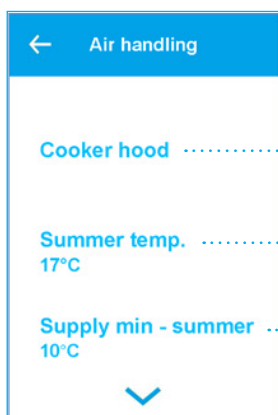 Air handling
Cooker hood
Summer temp.
17°C
Supply min - summer
10°C